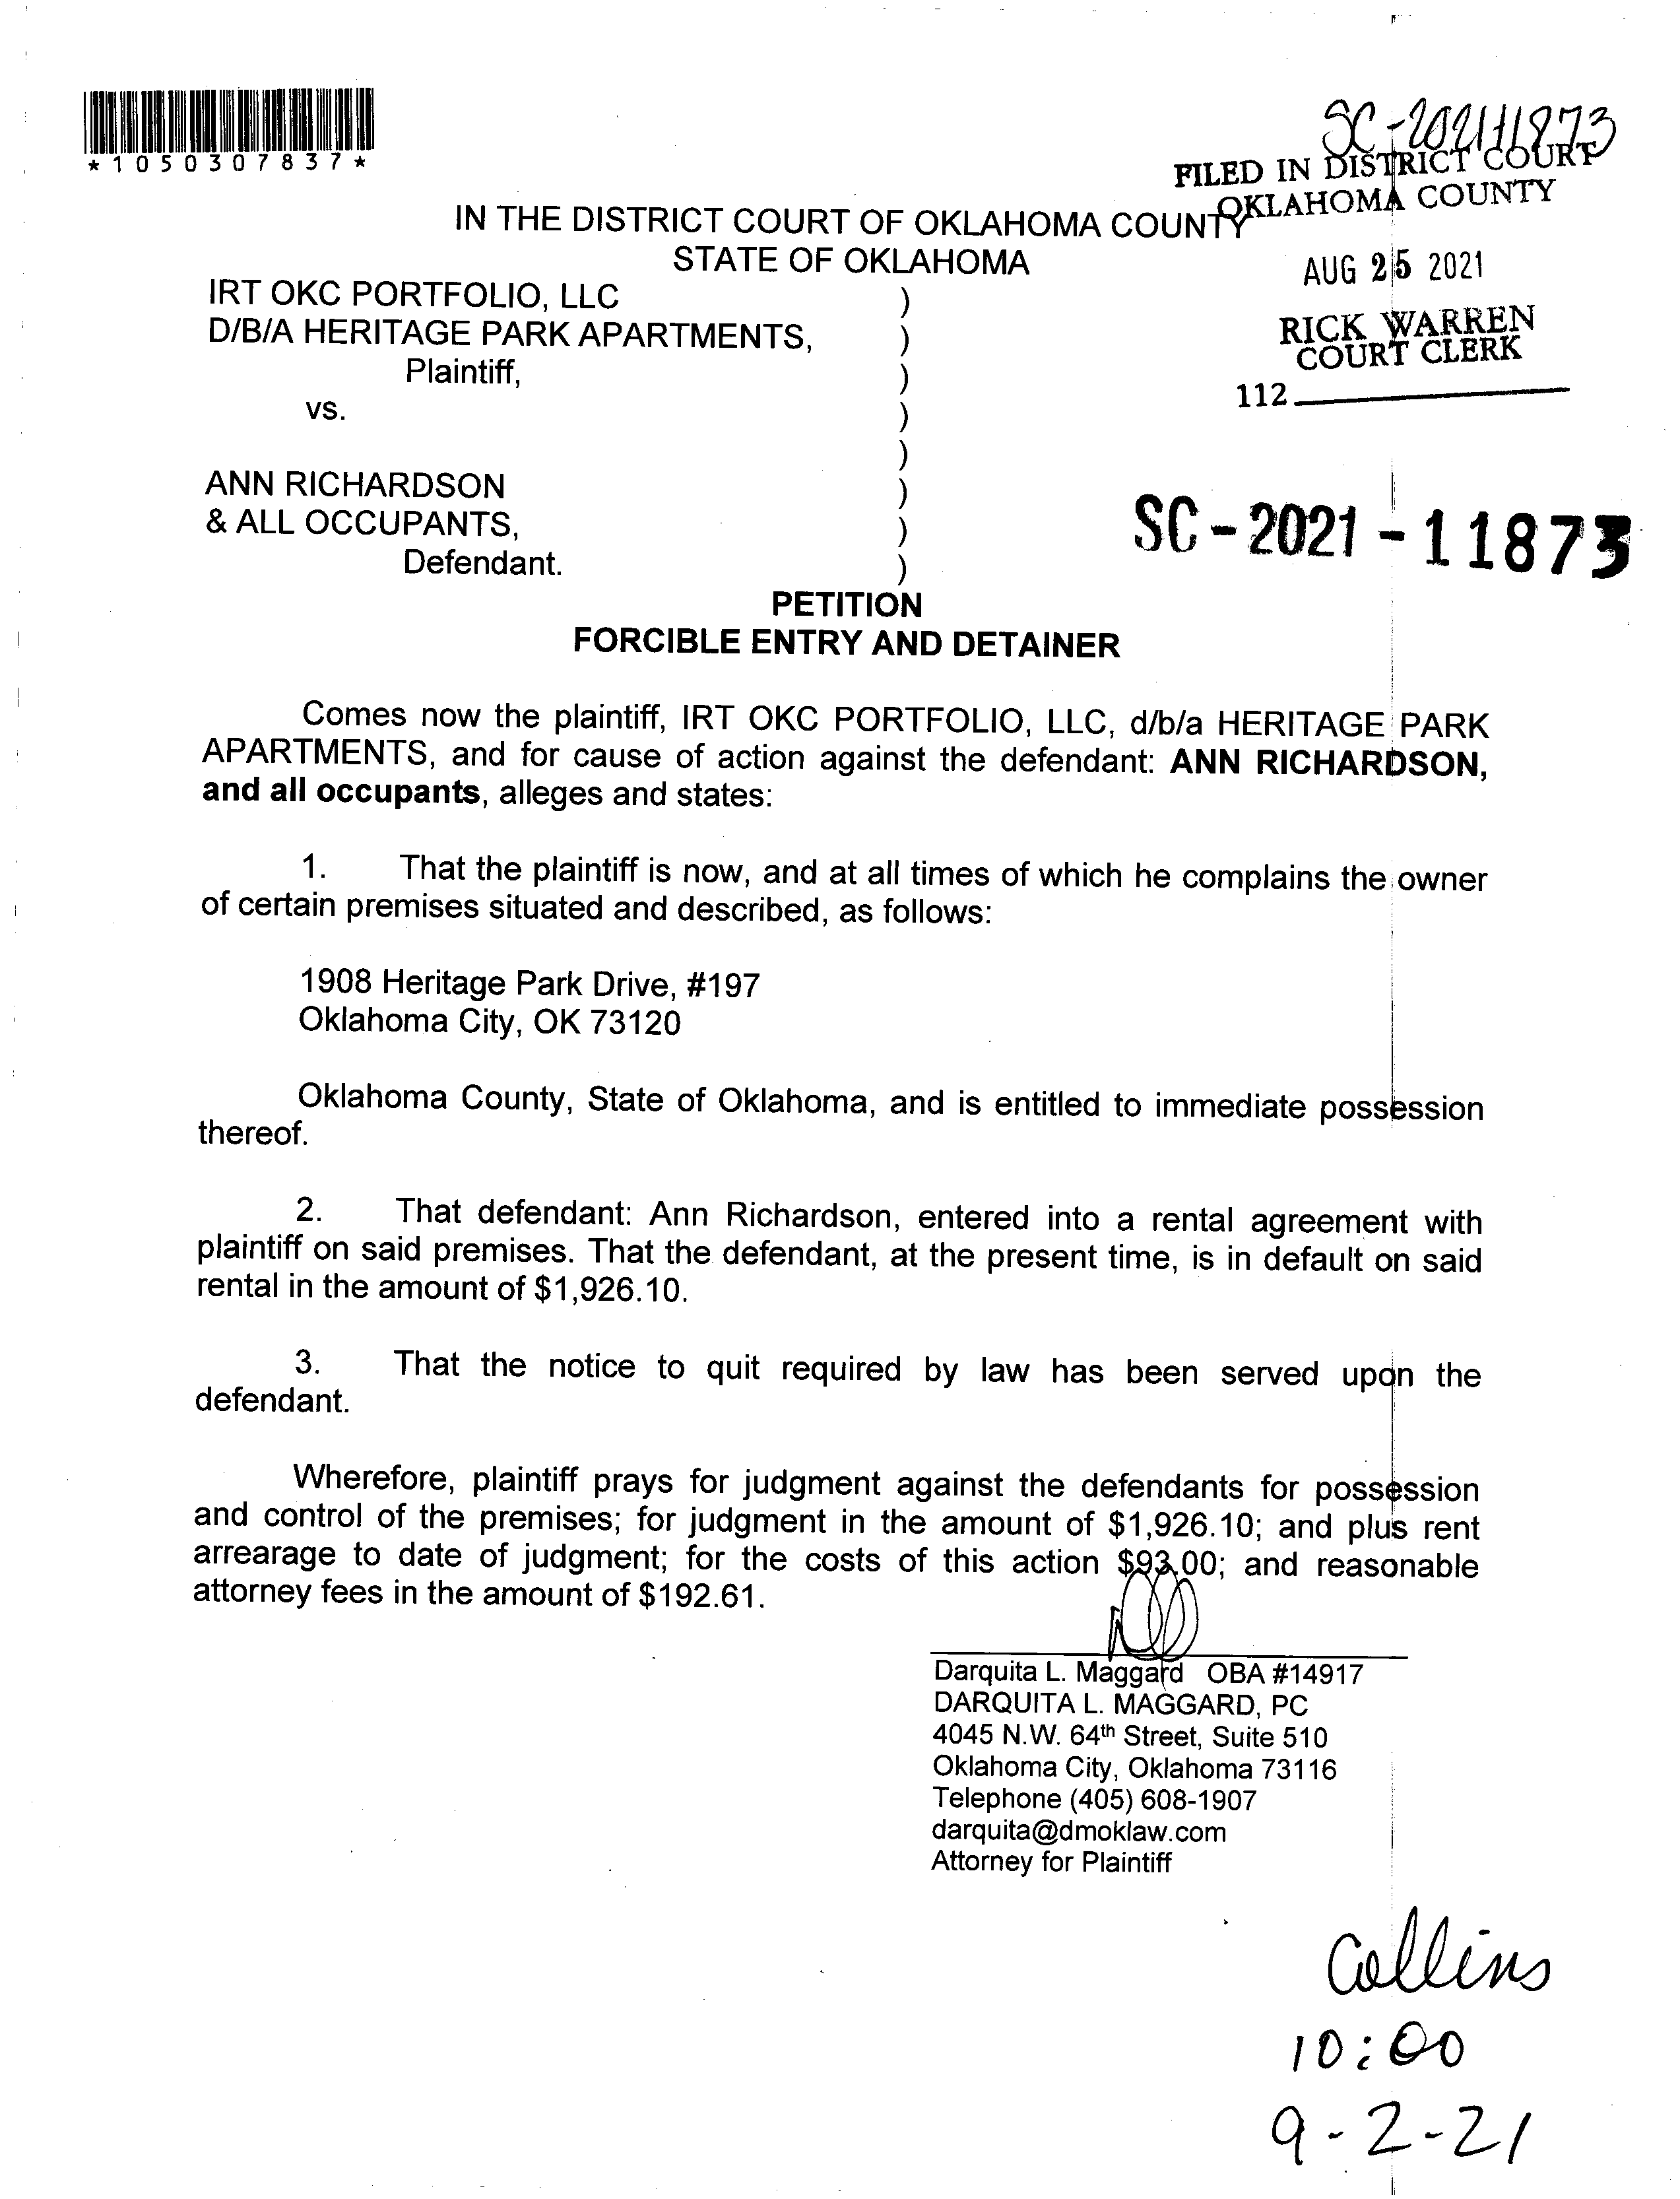 *1050307837*
SC-2021-11873
FILED IN DISTRICT COURT
OKLAHOMA COUNTY
IN THE DISTRICT COURT OF OKLAHOMA COUNTY
STATE OF OKLAHOMA
AUG 25 2021
RICK WARREN
COURT CLERK
112
IRT OKC PORTFOLIO, LLC )
D/B/A HERITAGE PARK APARTMENTS, )
Plaintiff, )
vs. )
)
ANN RICHARDSON )
& ALL OCCUPANTS, )
Defendant. )
SC-2021-11873
PETITION
FORCIBLE ENTRY AND DETAINER
Comes now the plaintiff, IRT OKC PORTFOLIO, LLC, d/b/a HERITAGE PARK
APARTMENTS, and for cause of action against the defendant: ANN RICHARDSON,
and all occupants, alleges and states:
1. That the plaintiff is now, and at all times of which he complains the owner
of certain premises situated and described, as follows:
1908 Heritage Park Drive, #197
Oklahoma City, OK 73120
Oklahoma County, State of Oklahoma, and is entitled to immediate possession
thereof.
2. That defendant: Ann Richardson, entered into a rental agreement with
plaintiff on said premises. That the defendant, at the present time, is in default on said
rental in the amount of $1,926.10.
3. That the notice to quit required by law has been served upon the
defendant.
Wherefore, plaintiff prays for judgment against the defendants for possession
and control of the premises; for judgment in the amount of $1,926.10; and plus rent
arrearage to date of judgment; for the costs of this action $93.00; and reasonable
attorney fees in the amount of $192.61.
Darquita L. Maggard OBA #14917
DARQUITA L. MAGGARD, PC
4045 N.W. 64th Street, Suite 510
Oklahoma City, Oklahoma 73116
Telephone (405) 608-1907
darquita@dmoklaw.com
Attorney for Plaintiff
Collins
10:00
9-2-21